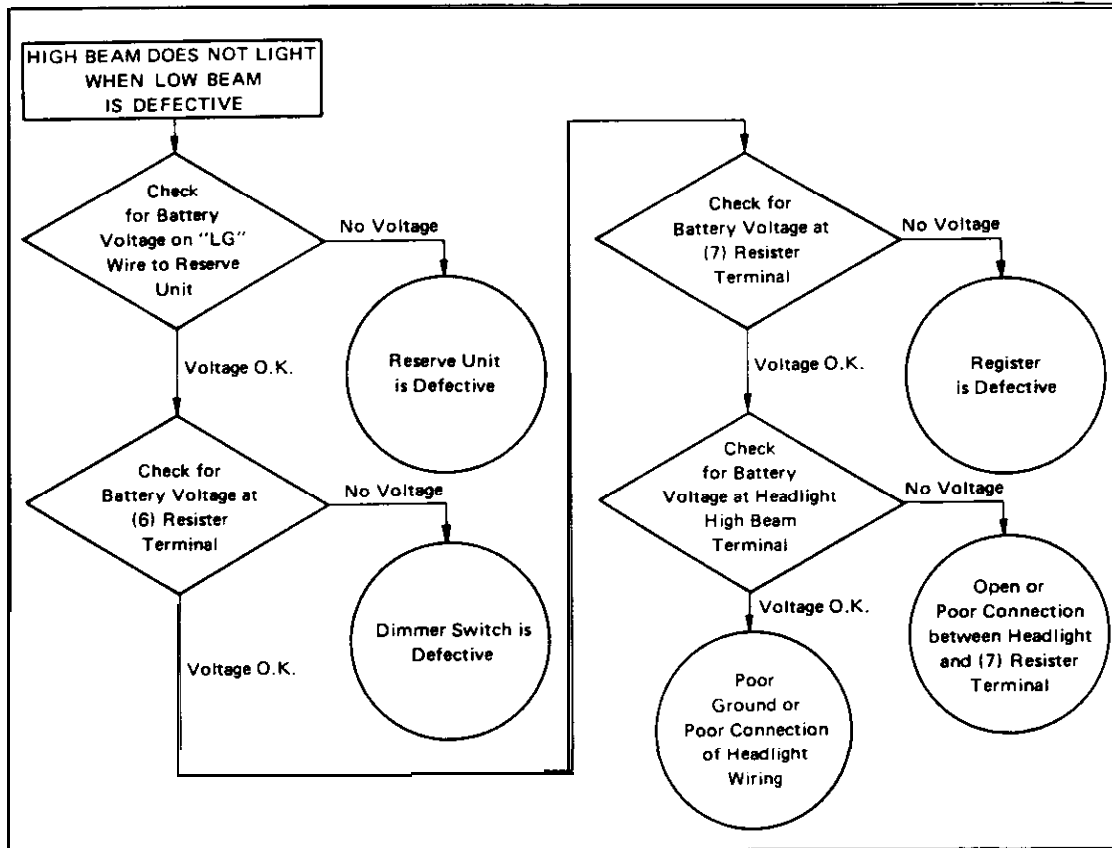 HIGH BEAM DOES NOT LIGHT
WHEN LOW BEAM
IS DEFECTIVE
Check
for Battery
Voltage on "LG"
Wire to Reserve
Unit
No Voltage
Reserve Unit
is Defective
Voltage O.K.
Check for
Battery Voltage at
(6) Resister
Terminal
No Voltage
Dimmer Switch is
Defective
Voltage O.K.
Check for
Battery Voltage at
(7) Resister
Terminal
No Voltage
Register
is Defective
Voltage O.K.
Check
for Battery
Voltage at Headlight
High Beam
Terminal
No Voltage
Open or
Poor Connection
between Headlight
and (7) Resister
Terminal
Voltage O.K.
Poor
Ground or
Poor Connection
of Headlight
Wiring